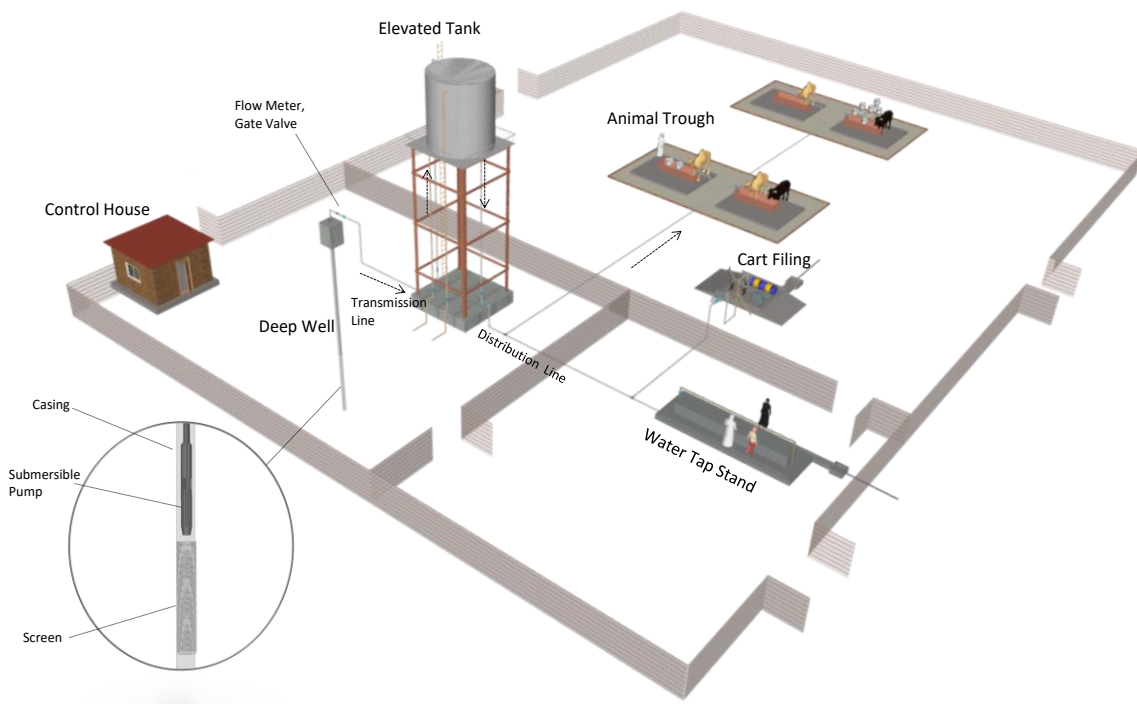 Elevated Tank
Flow Meter,
Gate Valve
Animal Trough
Control House
Cart Filing
Transmission
Line
Deep Well
Distribution Line
Casing
Water Tap Stand
Submersible
Pump
Screen